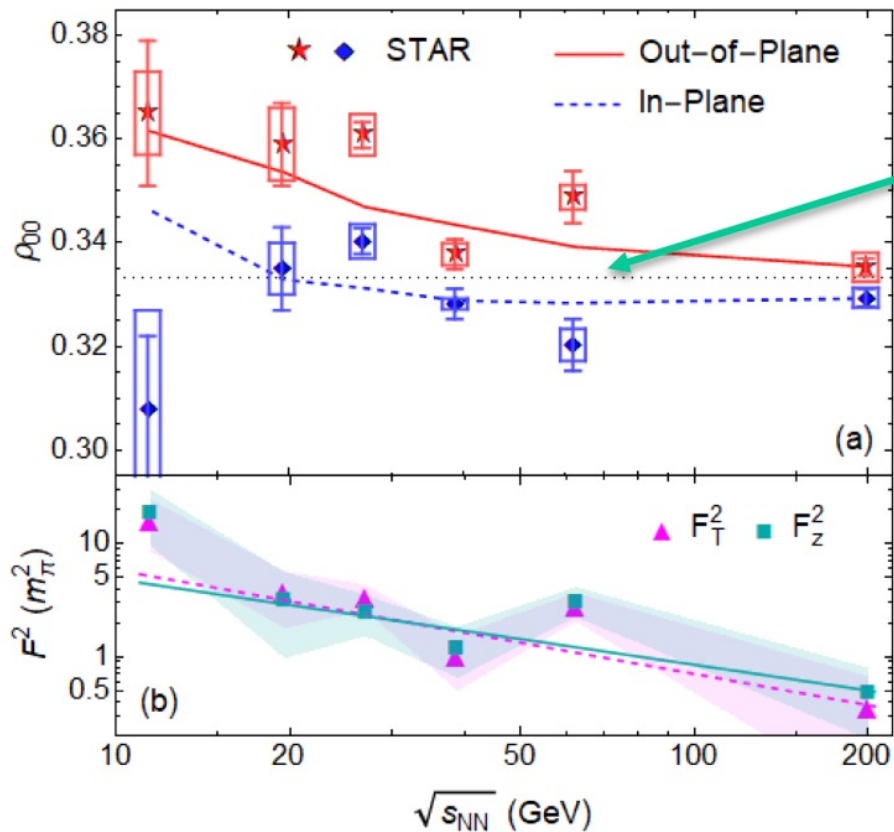 0.38
0.36
0.34
0.32
0.30
ρ₀₀
STAR
Out-of-Plane
In-Plane
(a)
10
5
1
0.5
F² (m²π)
F²T
F²z
(b)
10 20 50 100 200
√sNN (GeV)